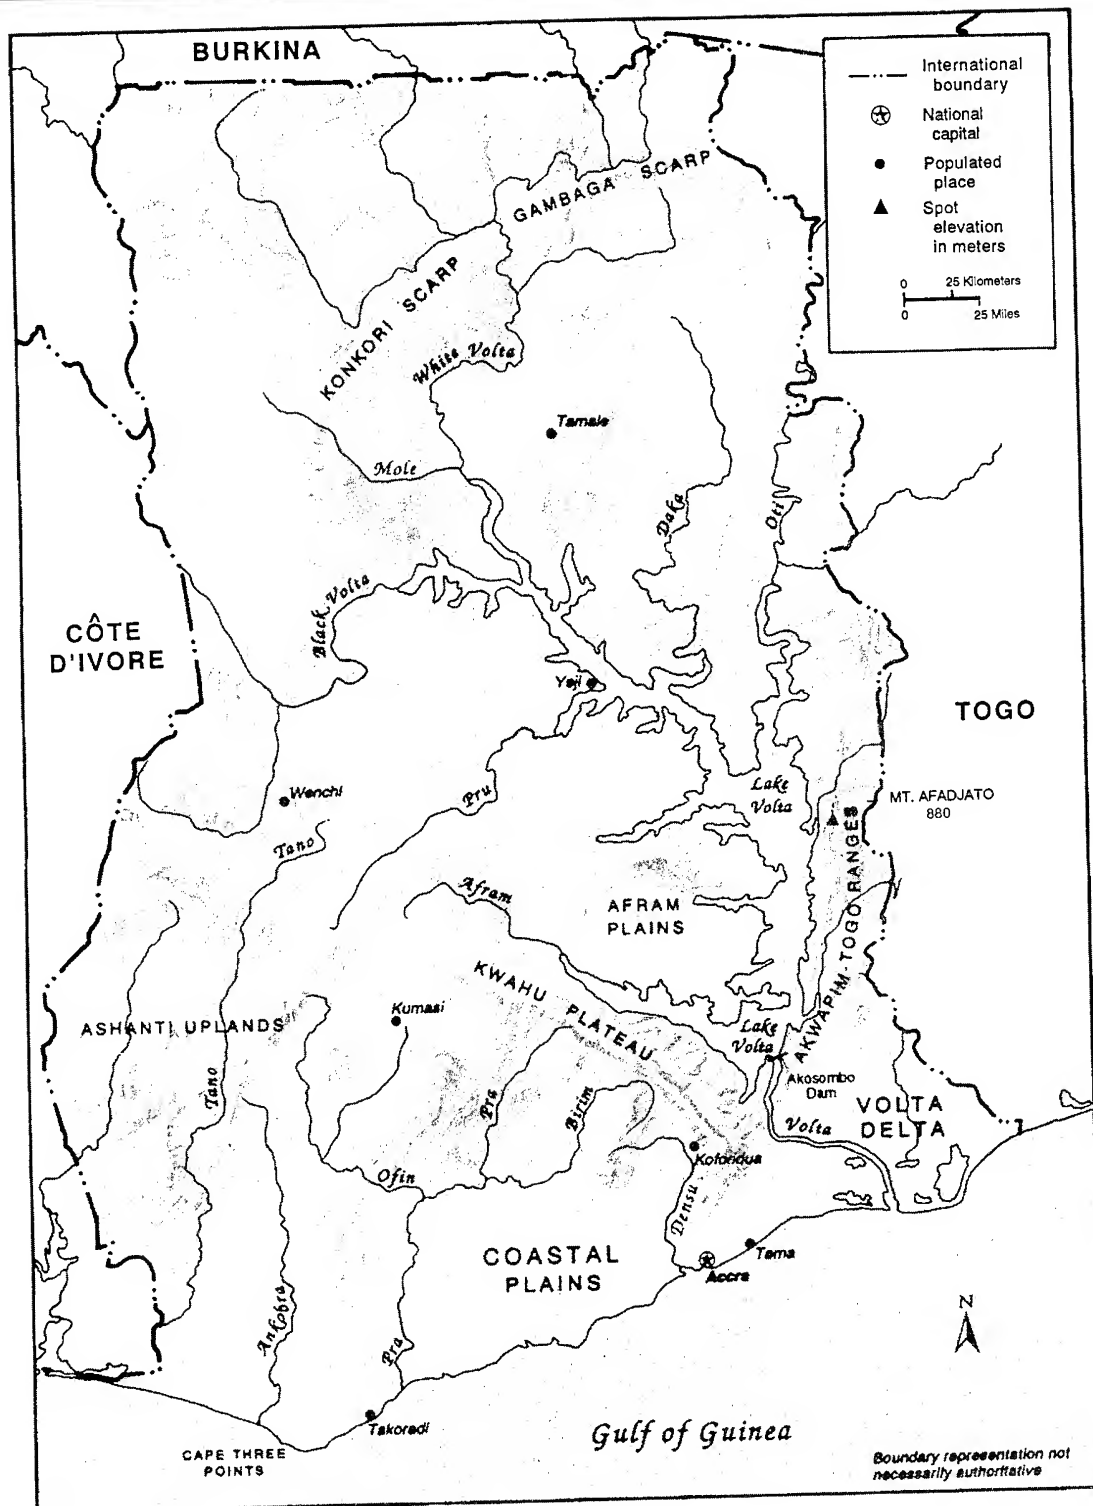 BURKINA
International
boundary
National
capital
Populated
place
Spot
elevation
in meters
0 25 Kilometers
0 25 Miles
GAMBAGA SCARP
KONKORI SCARP
White Volta
Tamale
Mole
Daka
Oti
Black Volta
CÔTE
D'IVORE
Yeji
TOGO
Lake
Volta
Wenchi
Pru
MT. AFADJATO
880
Tano
Afram
AFRAM
PLAINS
AKWAPIM-TOGO RANGES
KWAHU PLATEAU
Kumasi
ASHANTI UPLANDS
Lake
Volta
Akosombo
Dam
Tano
Pra
Birim
VOLTA
DELTA
Volta
Koforidua
Ofin
Densu
COASTAL
PLAINS
Tema
Accra
Ankobra
Pra
N
Takoradi
Gulf of Guinea
CAPE THREE
POINTS
Boundary representation not
necessarily authoritative